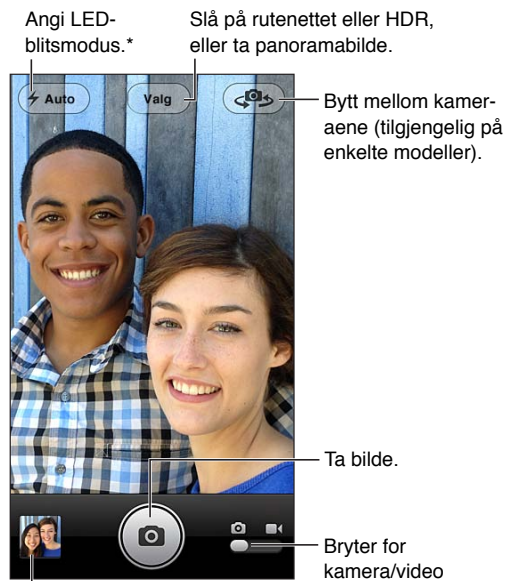 Angi LED-
blitsmodus.*
Slå på rutenettet eller HDR,
eller ta panoramabilde.
Auto
Valg
Bytt mellom kamer-
aene (tilgjengelig på
enkelte modeller).
Ta bilde.
Bryter for
kamera/video